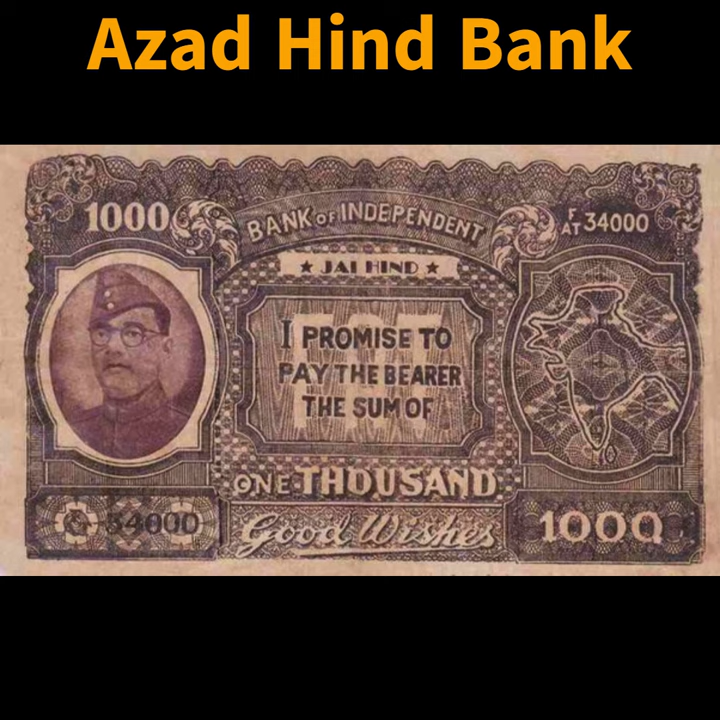 Azad Hind Bank
1000
BANK OF INDEPENDENT
F
AT 34000
★ JAI HIND ★
I PROMISE TO
PAY THE BEARER
THE SUM OF
ONE THOUSAND
34000
Good Wishes
1000